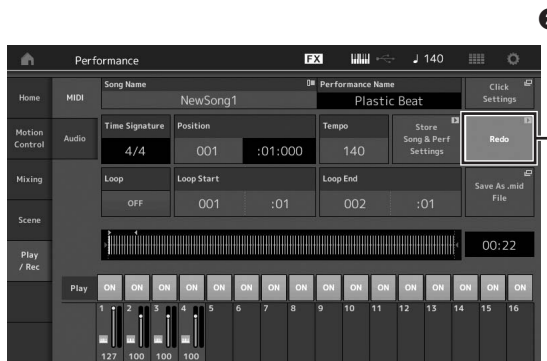 Performance FX 140
Home MIDI Song Name NewSong1 Performance Name Plastic Beat Click Settings
Motion Control Audio Time Signature 4/4 Position 001 :01:000 Tempo 140 Store Song & Perf Settings Redo
Mixing Loop OFF Loop Start 001 :01 Loop End 002 :01 Save As .mid File
Scene
Play / Rec 00:22
Play ON ON ON ON ON ON ON ON ON ON ON ON ON ON ON ON
1 2 3 4 5 6 7 8 9 10 11 12 13 14 15 16
127 100 100 100